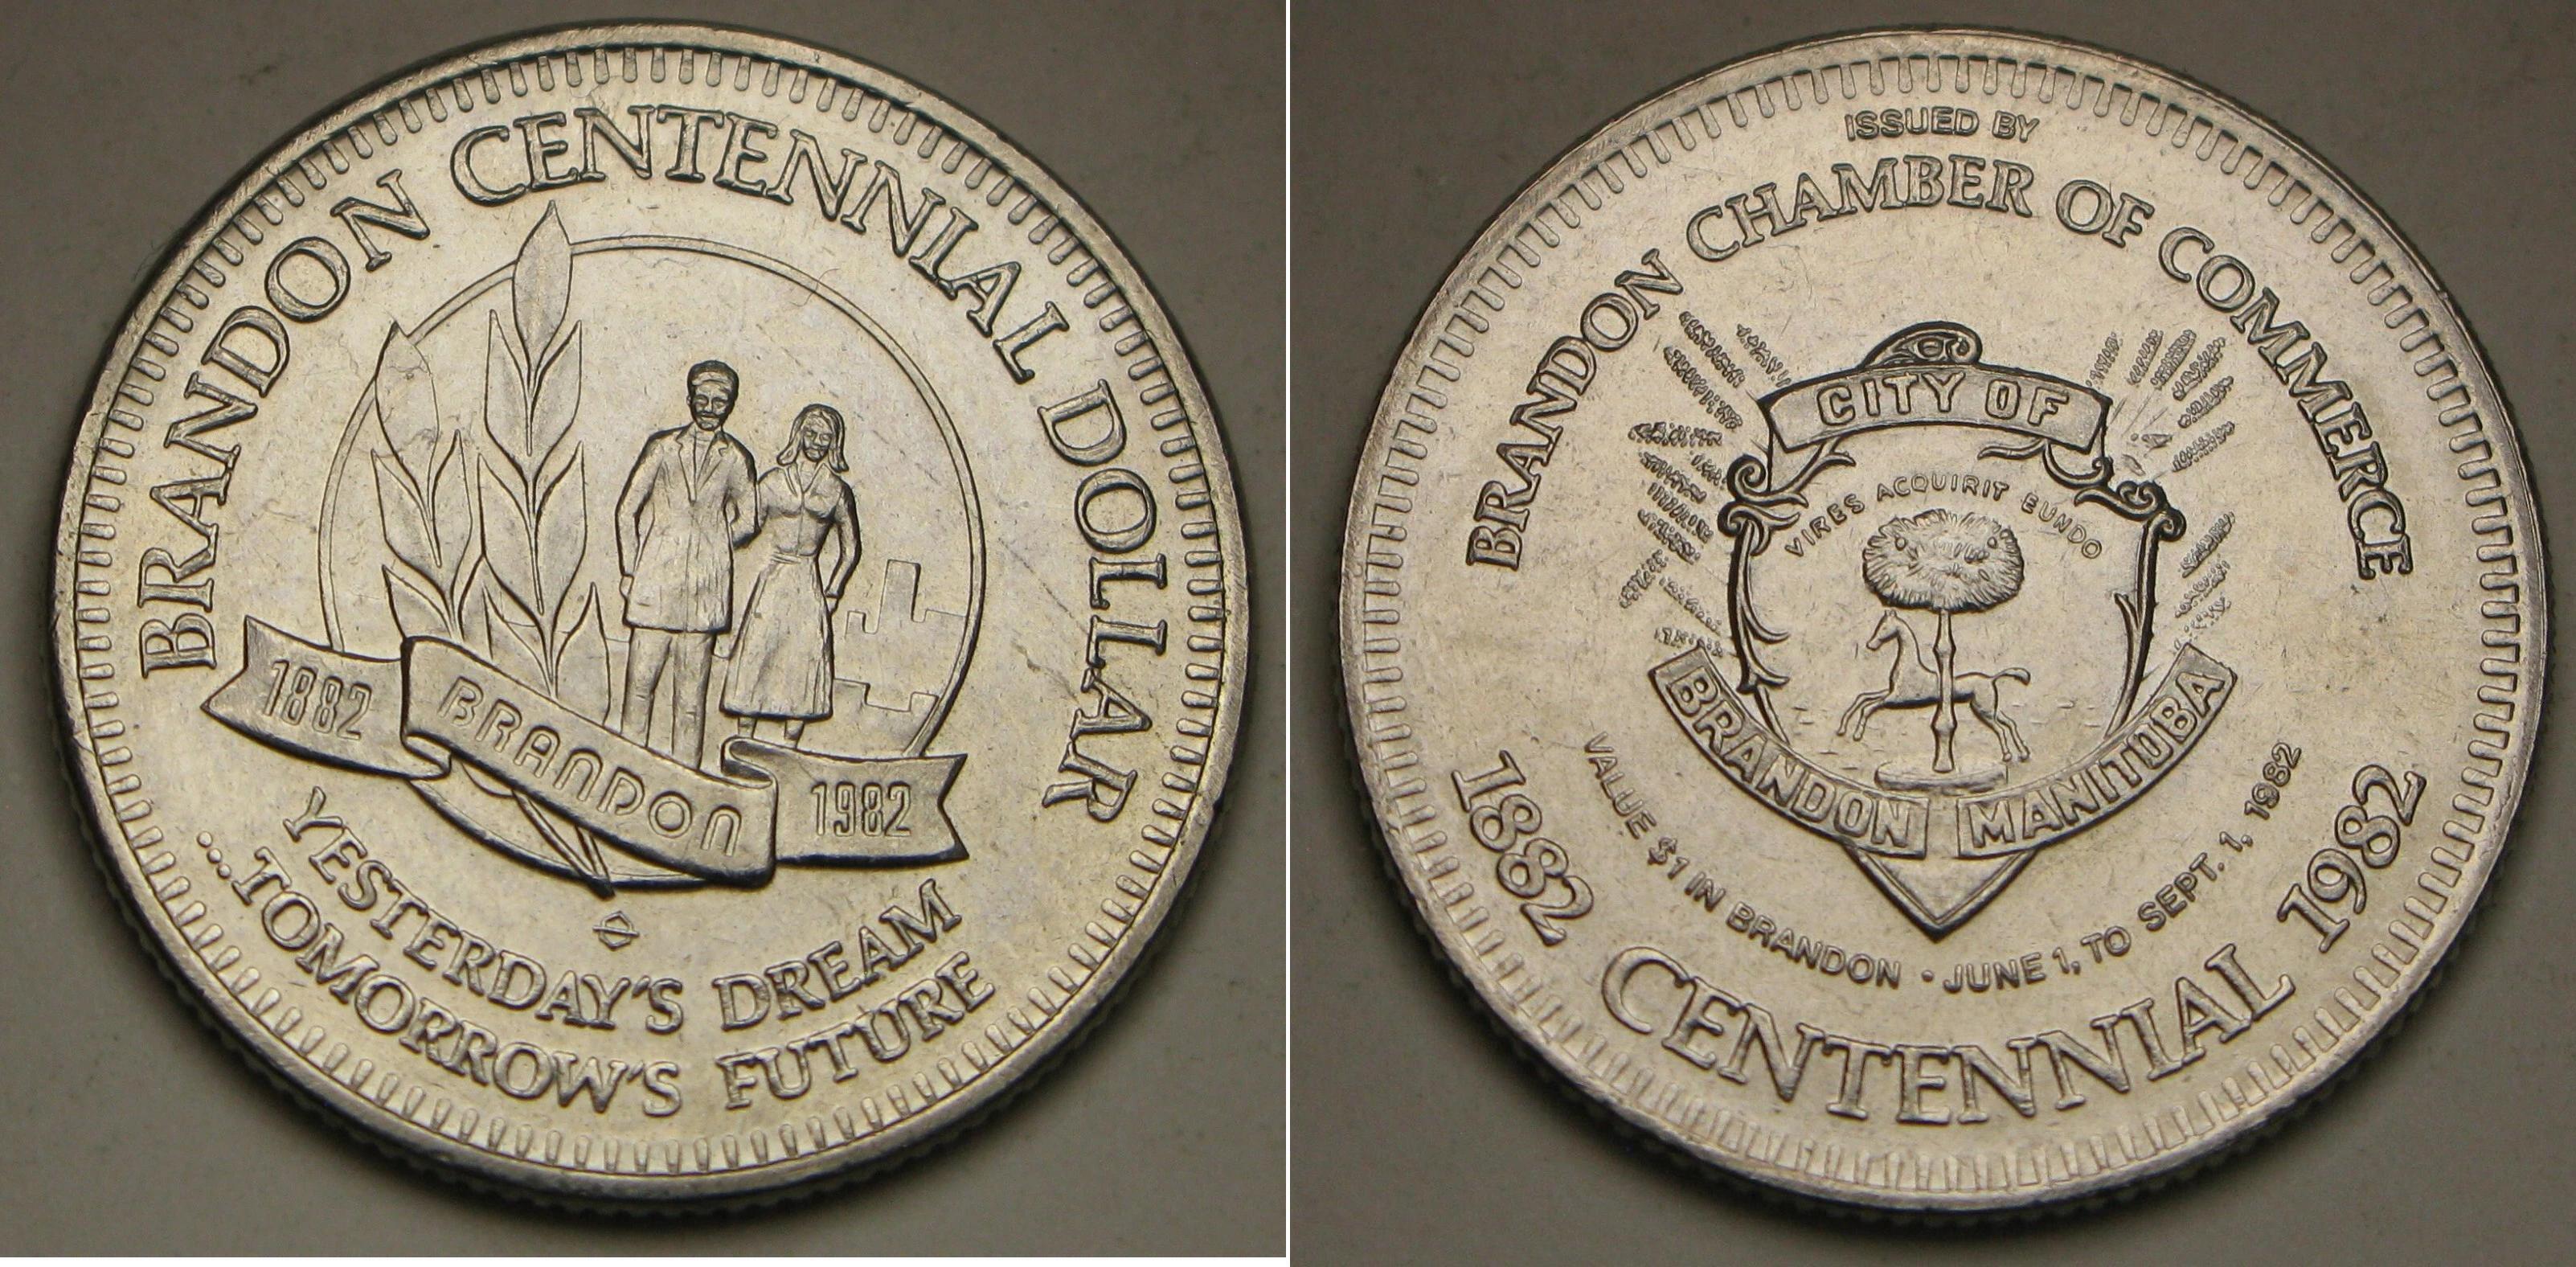 BRANDON CENTENNIAL DOLLAR
1882
BRANDON
1982
YESTERDAY'S DREAM
...TOMORROW'S FUTURE
ISSUED BY
BRANDON CHAMBER OF COMMERCE
CITY OF
VIRES ACQUIRIT EUNDO
BRANDON MANITOBA
VALUE $1 IN BRANDON • JUNE 1, TO SEPT. 1, 1982
1882 CENTENNIAL 1982